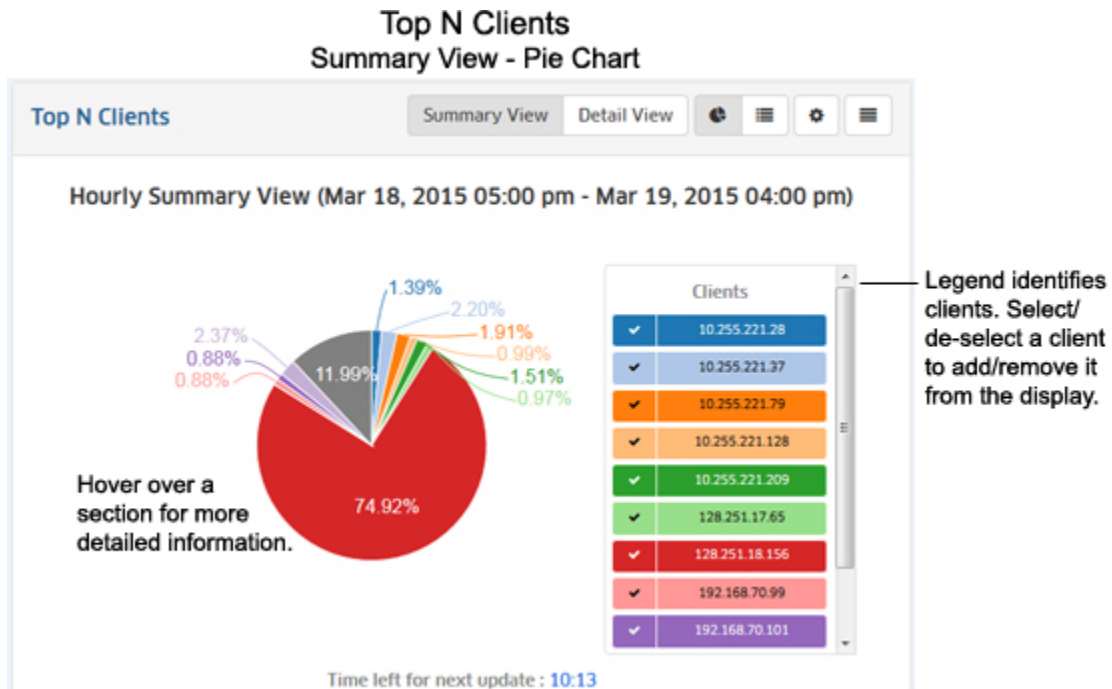 Top N Clients
Summary View - Pie Chart
Top N Clients
Summary View
Detail View
Hourly Summary View (Mar 18, 2015 05:00 pm - Mar 19, 2015 04:00 pm)
1.39%
2.20%
1.91%
0.99%
1.51%
0.97%
2.37%
0.88%
0.88%
11.99%
74.92%
Hover over a
section for more
detailed information.
Clients
10.255.221.28
10.255.221.37
10.255.221.79
10.255.221.128
10.255.221.209
128.251.17.65
128.251.18.156
192.168.70.99
192.168.70.101
Legend identifies
clients. Select/
de-select a client
to add/remove it
from the display.
Time left for next update : 10:13